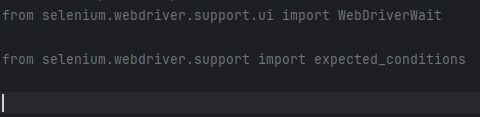 from selenium.webdriver.support.ui import WebDriverWait
from selenium.webdriver.support import expected_conditions